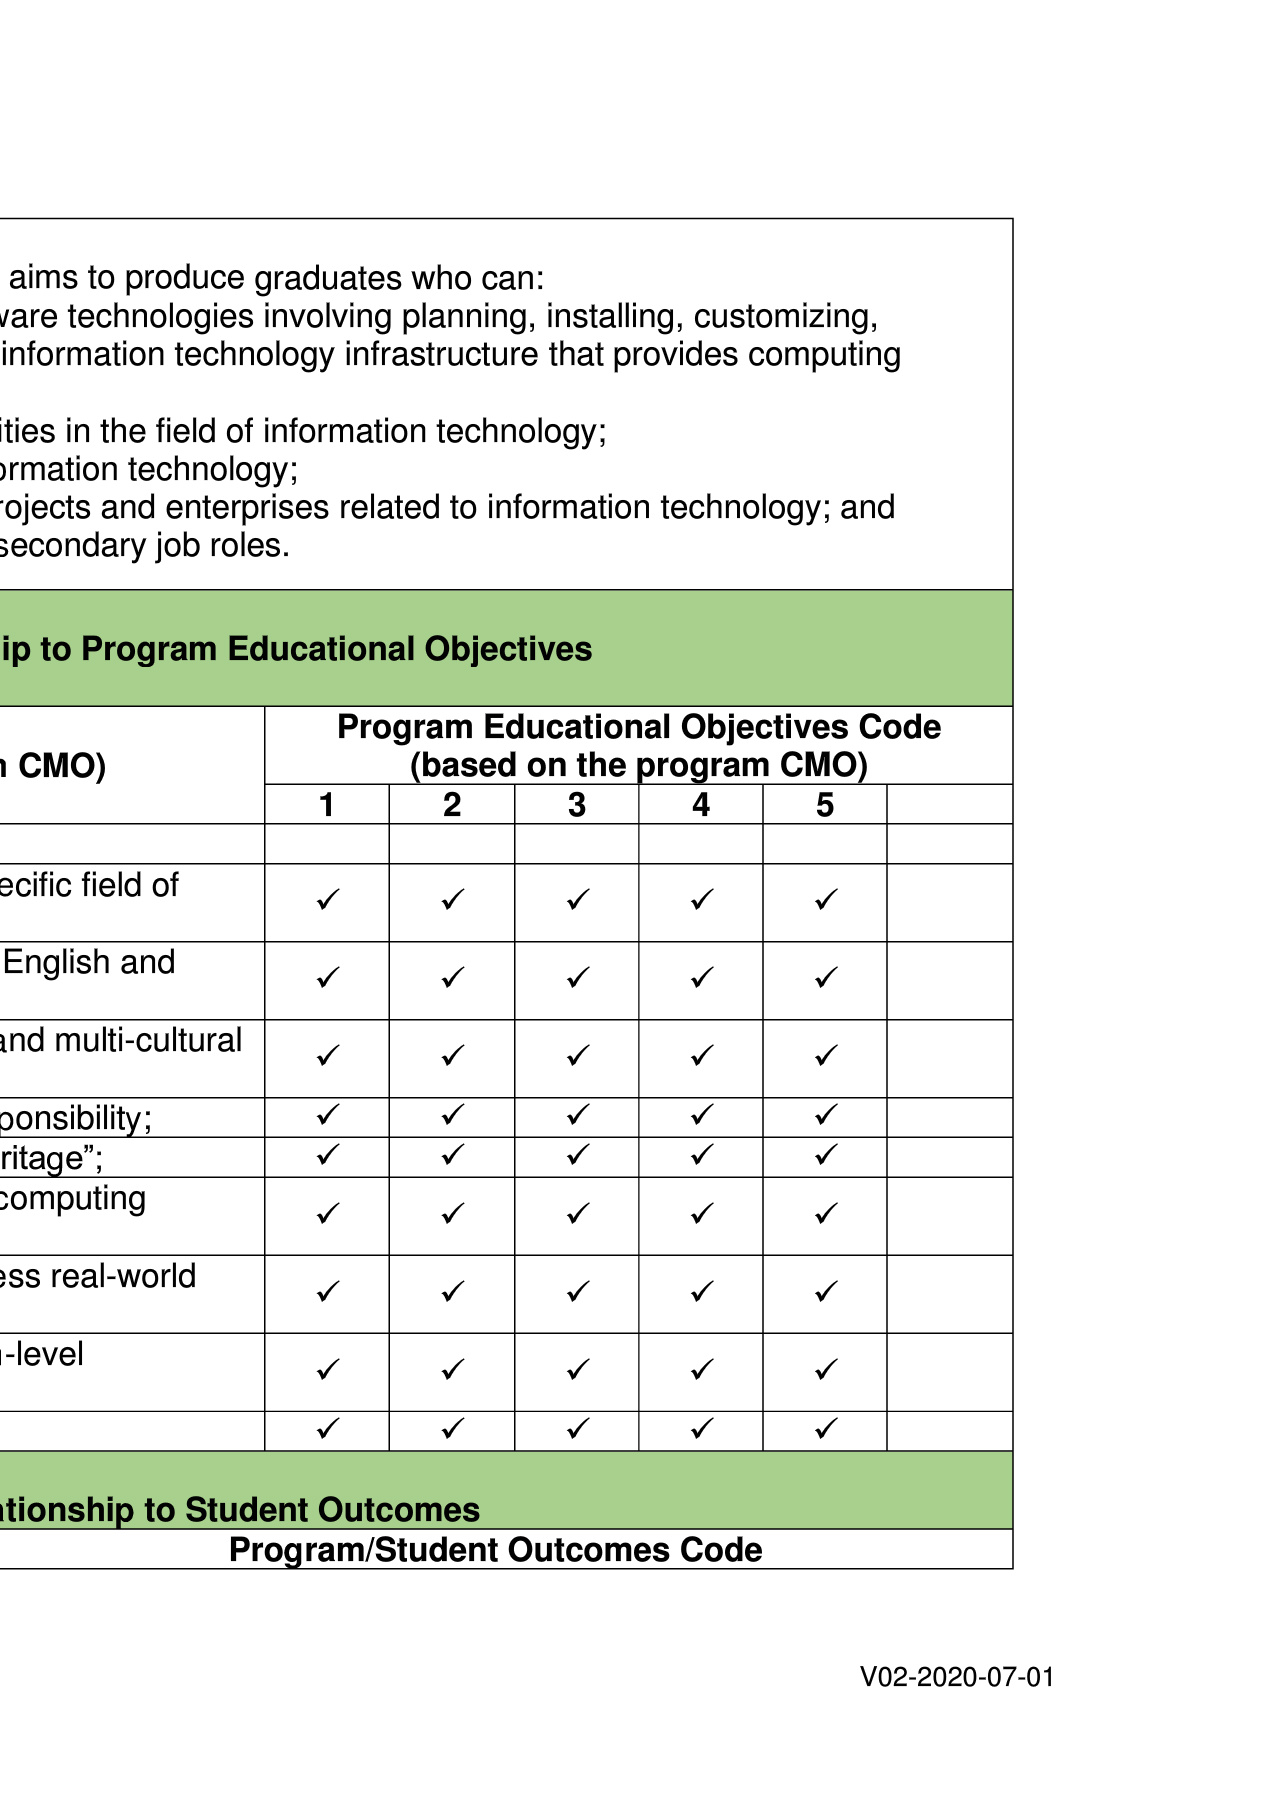 aims to produce graduates who can:
ware technologies involving planning, installing, customizing,
information technology infrastructure that provides computing
ities in the field of information technology;
ormation technology;
rojects and enterprises related to information technology; and
secondary job roles.
ip to Program Educational Objectives
Program Educational Objectives Code
(based on the program CMO)
CMO)
1 2 3 4 5
ecific field of
✓ ✓ ✓ ✓ ✓
English and
✓ ✓ ✓ ✓ ✓
and multi-cultural
✓ ✓ ✓ ✓ ✓
ponsibility; ✓ ✓ ✓ ✓ ✓
ritage”; ✓ ✓ ✓ ✓ ✓
computing
✓ ✓ ✓ ✓ ✓
ess real-world
✓ ✓ ✓ ✓ ✓
-level
✓ ✓ ✓ ✓ ✓
✓ ✓ ✓ ✓ ✓
ationship to Student Outcomes
Program/Student Outcomes Code
V02-2020-07-01